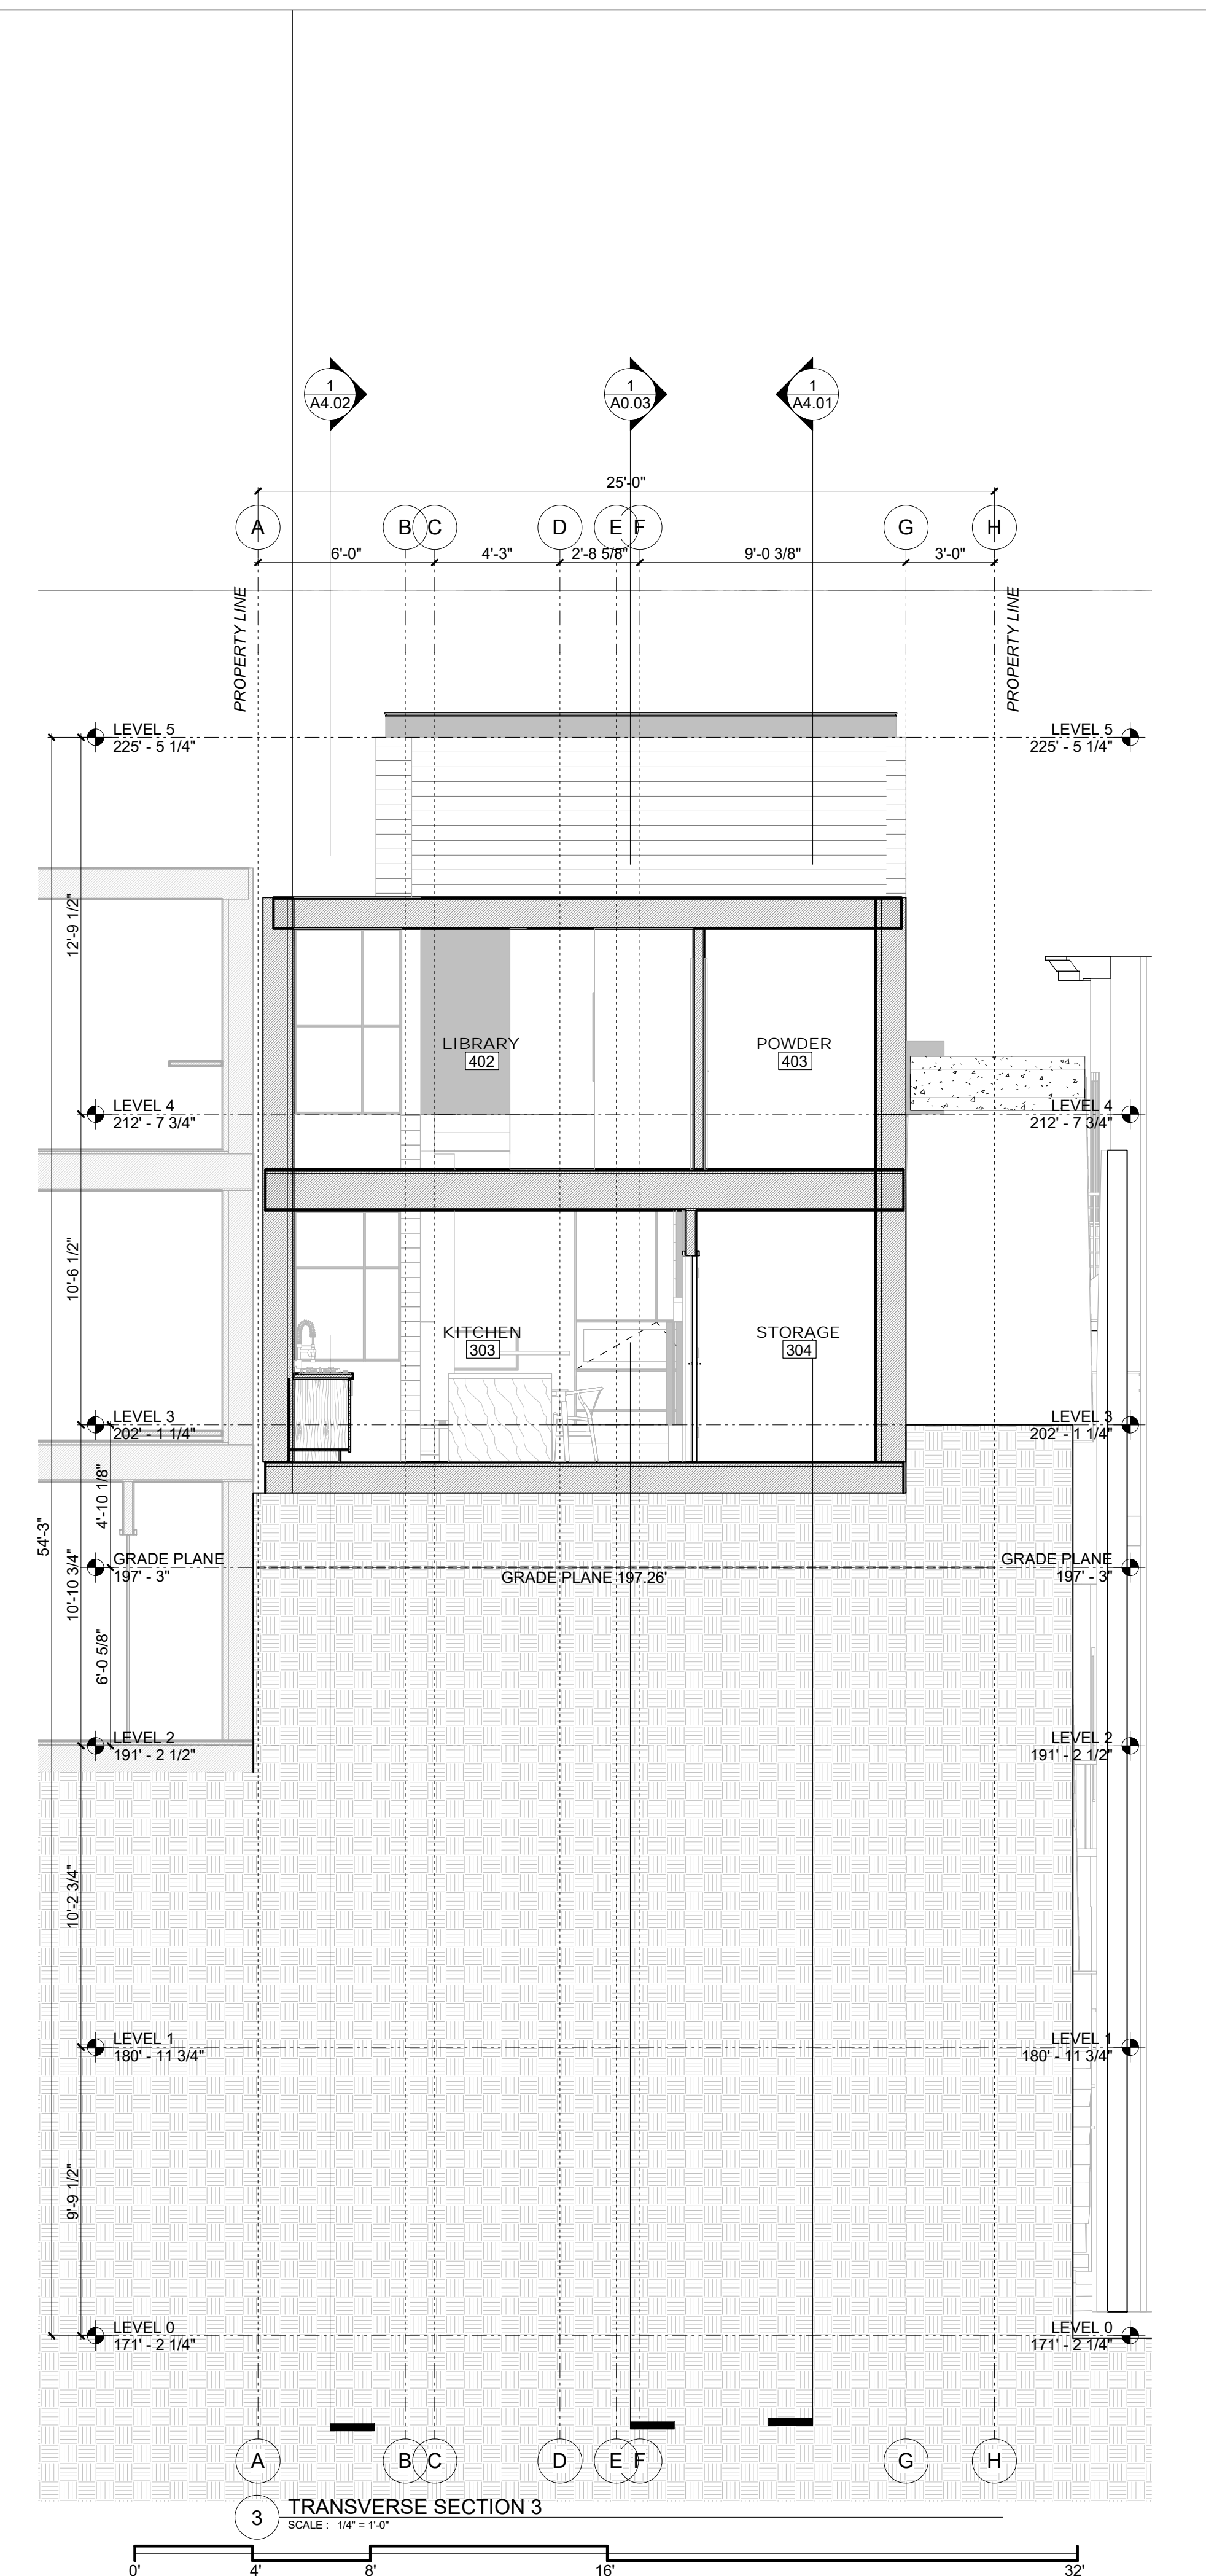 1
A4.02
1
A0.03
1
A4.01
25'-0"
A
B
C
D
E
F
G
H
6'-0"
4'-3"
2'-8 5/8"
9'-0 3/8"
3'-0"
PROPERTY LINE
PROPERTY LINE
LEVEL 5
225' - 5 1/4"
LEVEL 5
225' - 5 1/4"
12'-9 1/2"
LIBRARY
402
POWDER
403
LEVEL 4
212' - 7 3/4"
LEVEL 4
212' - 7 3/4"
10'-6 1/2"
KITCHEN
303
STORAGE
304
LEVEL 3
202' - 1 1/4"
LEVEL 3
202' - 1 1/4"
54'-3"
10'-10 3/4"
4'-10 1/8"
GRADE PLANE
197' - 3"
GRADE PLANE 197.26'
GRADE PLANE
197' - 3"
6'-0 5/8"
LEVEL 2
191' - 2 1/2"
LEVEL 2
191' - 2 1/2"
10'-2 3/4"
LEVEL 1
180' - 11 3/4"
LEVEL 1
180' - 11 3/4"
9'-9 1/2"
LEVEL 0
171' - 2 1/4"
LEVEL 0
171' - 2 1/4"
A
B
C
D
E
F
G
H
3
TRANSVERSE SECTION 3
SCALE : 1/4" = 1'-0"
0'
4'
8'
16'
32'